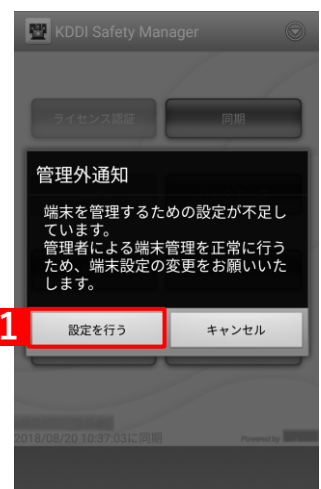 KDDI Safety Manager
ライセンス認証
同期
管理外通知
端末を管理するための設定が不足し
ています。
管理者による端末管理を正常に行う
ため、端末設定の変更をお願いいた
します。
1
設定を行う
キャンセル
2018/08/20 10:37:03に同期
Powered by